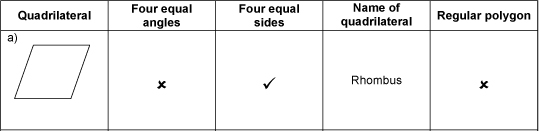 Quadrilateral Four equal angles Four equal sides Name of quadrilateral Regular polygon
a) ✘ ✓ Rhombus ✘